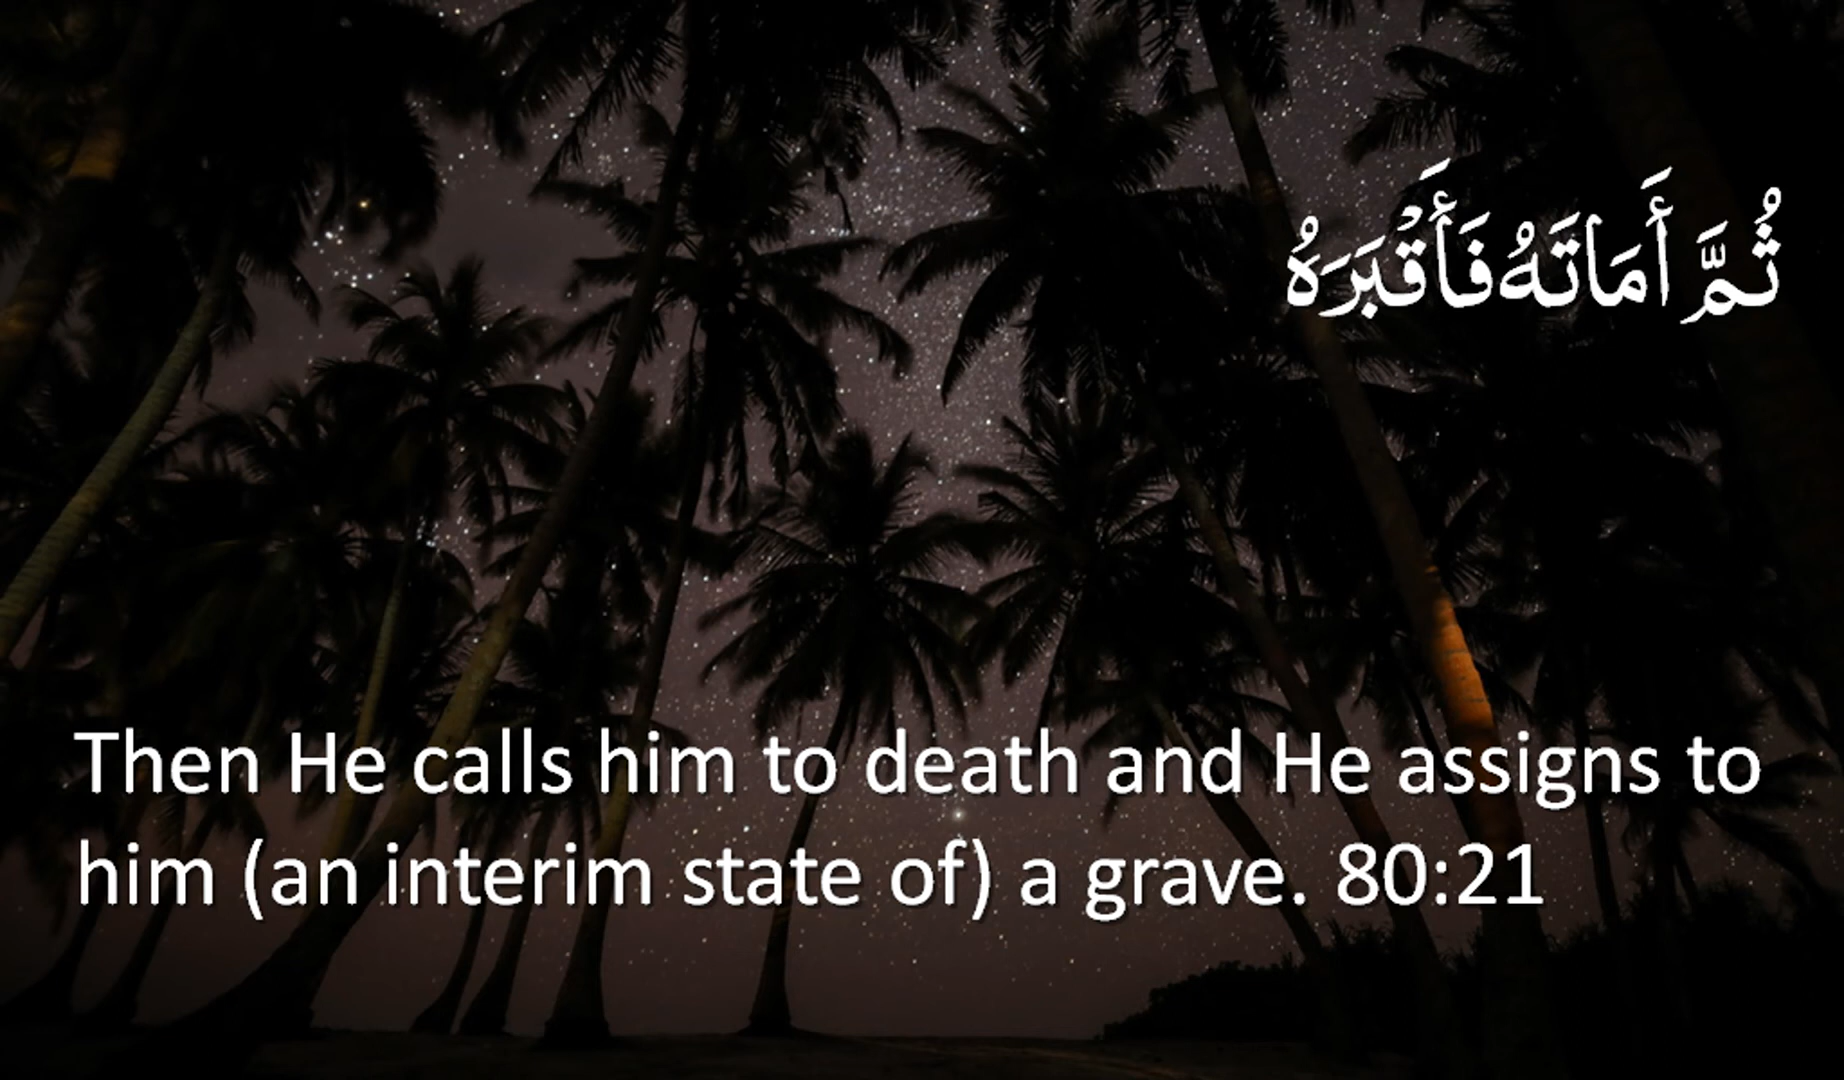 ثُمَّ أَمَاتَهُ فَأَقْبَرَهُ
Then He calls him to death and He assigns to
him (an interim state of) a grave. 80:21